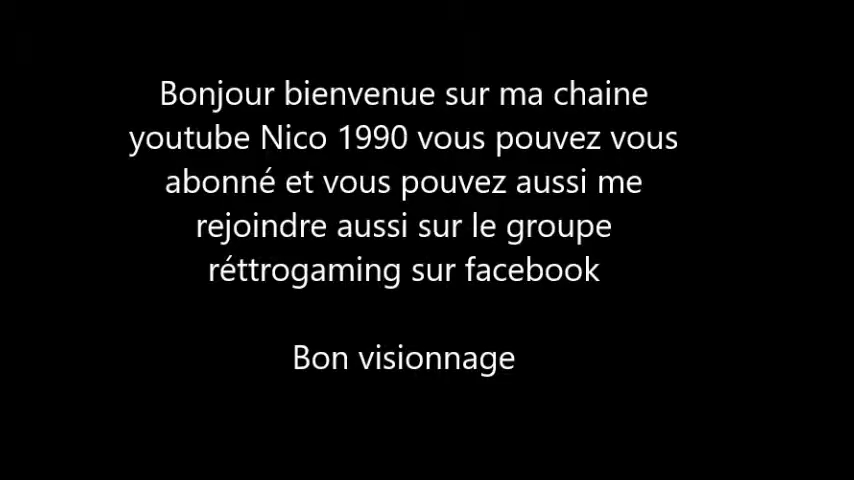 Bonjour bienvenue sur ma chaine
youtube Nico 1990 vous pouvez vous
abonné et vous pouvez aussi me
rejoindre aussi sur le groupe
réttrogaming sur facebook
Bon visionnage